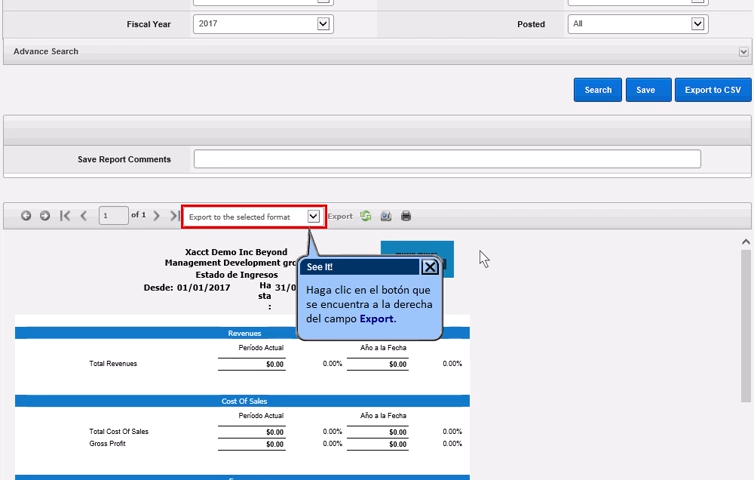 Fiscal Year 2017 Posted All
Advance Search
Search Save Export to CSV
Save Report Comments
1 of 1 Export to the selected format Export
Xacct Demo Inc Beyond
Management Development
Estado de Ingresos
Desde: 01/01/2017 Ha
sta
:
See It!
Haga clic en el botón que
se encuentra a la derecha
del campo Export.
Revenues
Período Actual Año a la Fecha
Total Revenues $0.00 0.00% $0.00 0.00%
Cost Of Sales
Período Actual Año a la Fecha
Total Cost Of Sales $0.00 0.00% $0.00 0.00%
Gross Profit $0.00 0.00% $0.00 0.00%